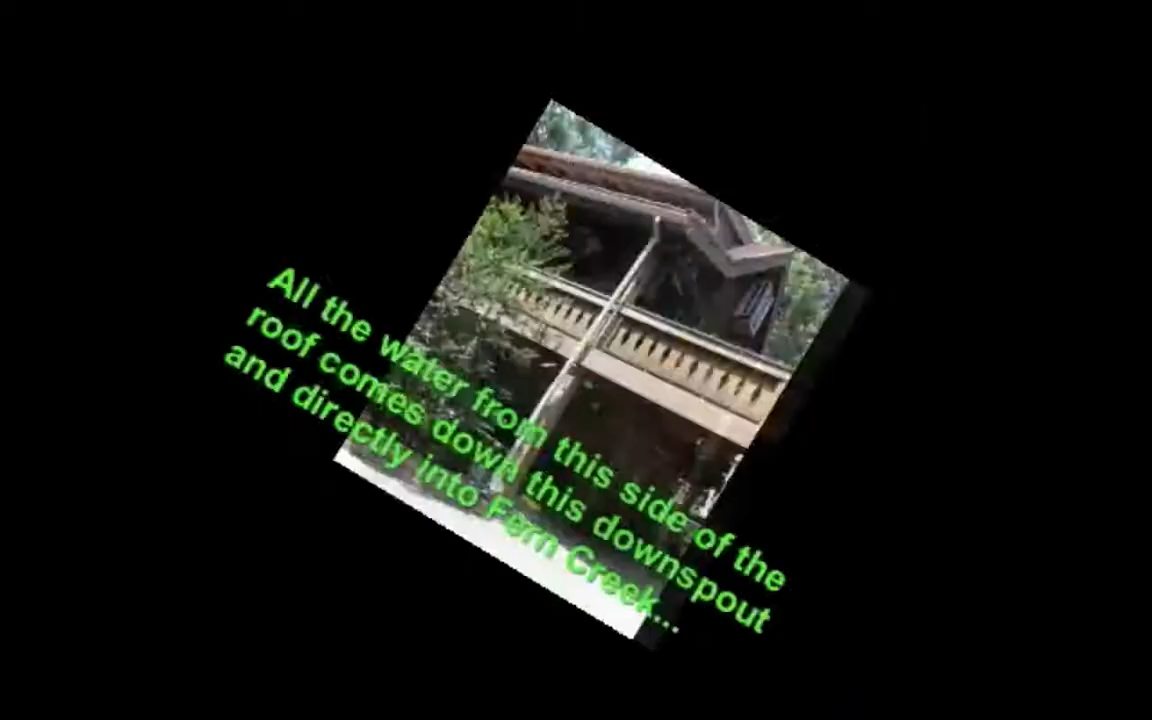 All the water from this side of the
roof comes down this downspout
and directly into Fern Creek...